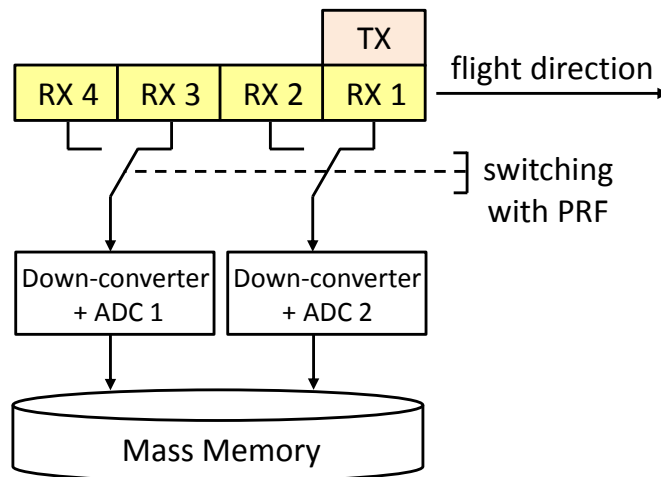 TX
RX 4 RX 3 RX 2 RX 1
flight direction
switching
with PRF
Down-converter
+ ADC 1
Down-converter
+ ADC 2
Mass Memory